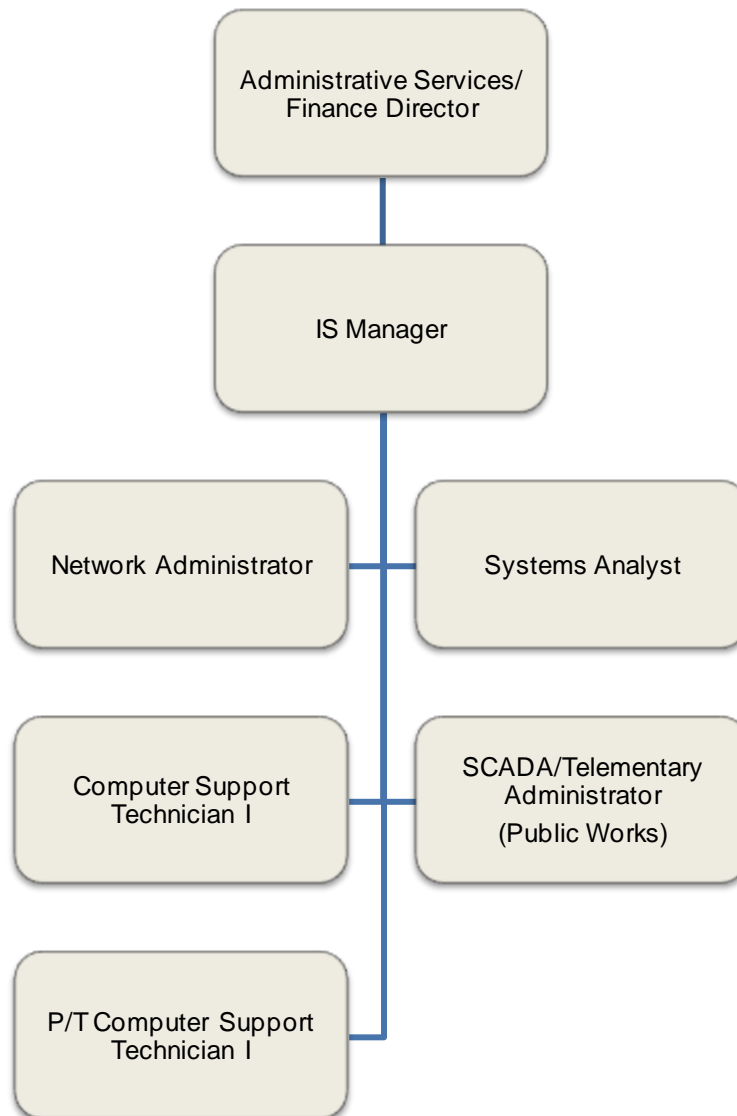 Administrative Services/
Finance Director
IS Manager
Network Administrator
Systems Analyst
Computer Support
Technician I
SCADA/Telementary
Administrator
(Public Works)
P/T Computer Support
Technician I